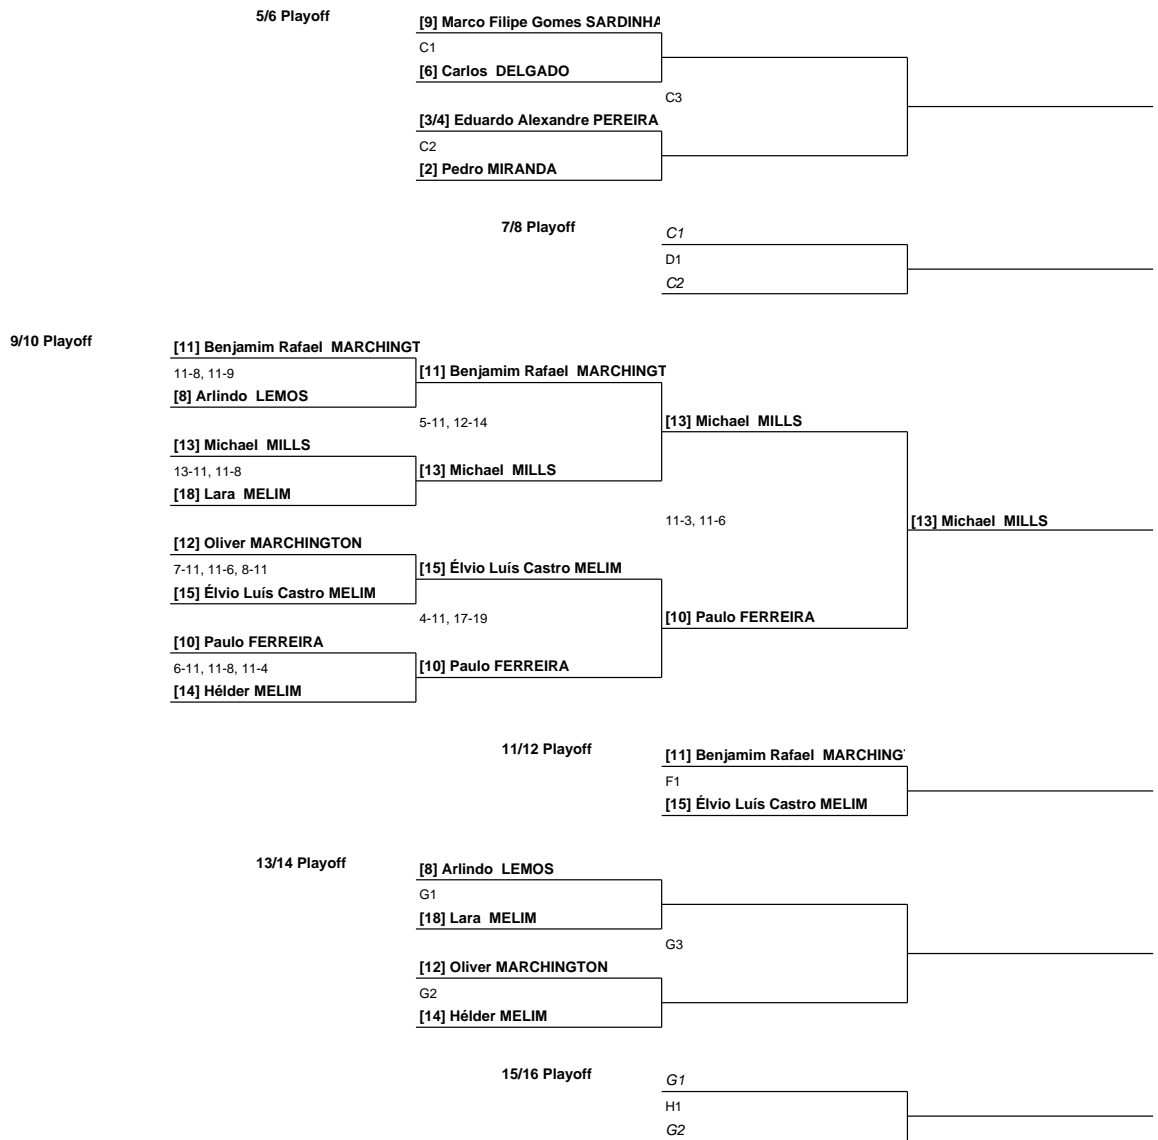 5/6 Playoff
[9] Marco Filipe Gomes SARDINHA
C1
[6] Carlos DELGADO
C3
[3/4] Eduardo Alexandre PEREIRA
C2
[2] Pedro MIRANDA
7/8 Playoff
C1
D1
C2
9/10 Playoff
[11] Benjamim Rafael MARCHINGT
11-8, 11-9
[8] Arlindo LEMOS
[11] Benjamim Rafael MARCHINGT
5-11, 12-14
[13] Michael MILLS
[13] Michael MILLS
13-11, 11-8
[18] Lara MELIM
[13] Michael MILLS
11-3, 11-6
[13] Michael MILLS
[12] Oliver MARCHINGTON
7-11, 11-6, 8-11
[15] Élvio Luís Castro MELIM
[15] Élvio Luís Castro MELIM
4-11, 17-19
[10] Paulo FERREIRA
[10] Paulo FERREIRA
6-11, 11-8, 11-4
[14] Hélder MELIM
[10] Paulo FERREIRA
11/12 Playoff
[11] Benjamim Rafael MARCHING
F1
[15] Élvio Luís Castro MELIM
13/14 Playoff
[8] Arlindo LEMOS
G1
[18] Lara MELIM
G3
[12] Oliver MARCHINGTON
G2
[14] Hélder MELIM
15/16 Playoff
G1
H1
G2